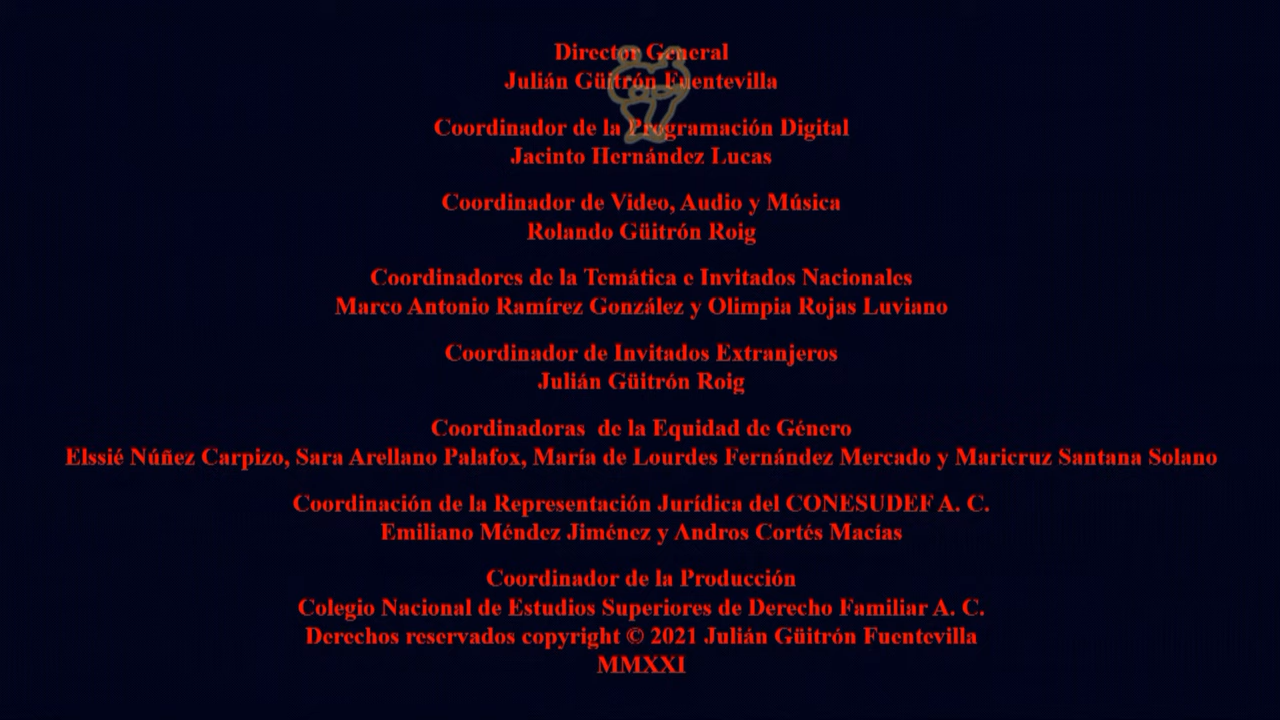 Director General
Julián Güitrón Fuentevilla
Coordinador de la Programación Digital
Jacinto Hernández Lucas
Coordinador de Video, Audio y Música
Rolando Güitrón Roig
Coordinadores de la Temática e Invitados Nacionales
Marco Antonio Ramírez González y Olimpia Rojas Luviano
Coordinador de Invitados Extranjeros
Julián Güitrón Roig
Coordinadoras de la Equidad de Género
Elssié Núñez Carpizo, Sara Arellano Palafox, María de Lourdes Fernández Mercado y Maricruz Santana Solano
Coordinación de la Representación Jurídica del CONESUDEF A. C.
Emiliano Méndez Jiménez y Andros Cortés Macías
Coordinador de la Producción
Colegio Nacional de Estudios Superiores de Derecho Familiar A. C.
Derechos reservados copyright © 2021 Julián Güitrón Fuentevilla
MMXXI